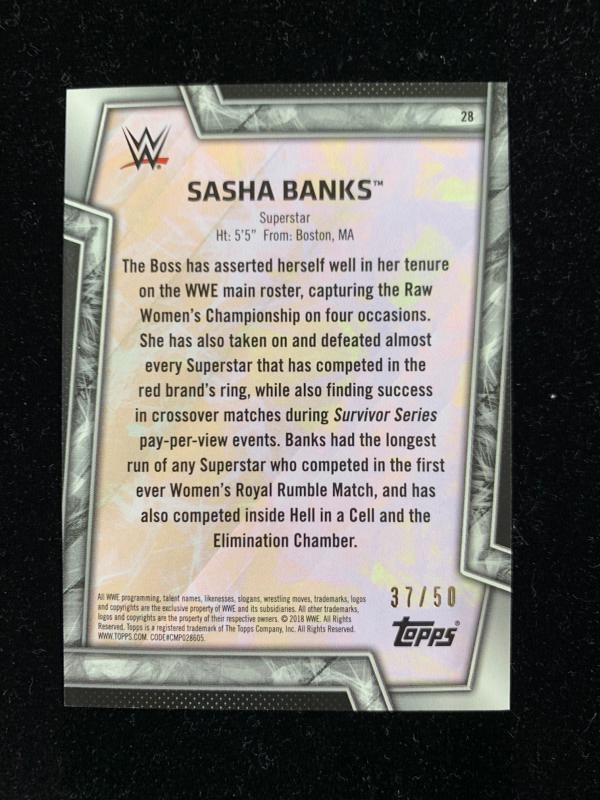 28
W
SASHA BANKS™
Superstar
Ht: 5'5" From: Boston, MA
The Boss has asserted herself well in her tenure
on the WWE main roster, capturing the Raw
Women's Championship on four occasions.
She has also taken on and defeated almost
every Superstar that has competed in the
red brand's ring, while also finding success
in crossover matches during Survivor Series
pay-per-view events. Banks had the longest
run of any Superstar who competed in the first
ever Women's Royal Rumble Match, and has
also competed inside Hell in a Cell and the
Elimination Chamber.
All WWE programming, talent names, likenesses, slogans, wrestling moves, trademarks, logos
and copyrights are the exclusive property of WWE and its subsidiaries. All other trademarks,
logos and copyrights are the property of their respective owners. © 2018 WWE. All Rights
Reserved. Topps is a registered trademark of The Topps Company, Inc. All Rights Reserved.
WWW.TOPPS.COM CODE#CMP028605.
37/50
Topps®